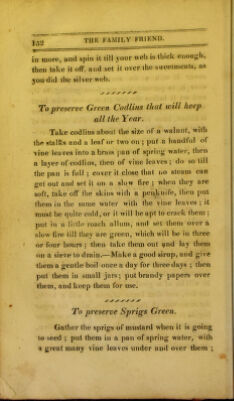 152 THE FAMILY FRIEND.
in more, and spin it till your web is thick enough,
then take it off, and set it over the sweetmeats, as
you did the silver web.
To preserve Green Codlins that will keep
all the Year.
Take codlins about the size of a walnut, with
the stalks and a leaf or two on; put a handful of
vine leaves into a brass pan of spring water, then
a layer of codlins, then of vine leaves; do so till
the pan is full; cover it close that no steam can
get out and set it on a slow fire; when they are
soft, take off the skins with a penknife, then put
them in the same water with the vine leaves; it
must be quite cold, or it will be apt to crack them;
put in a little roach allum, and set them over a
slow fire till they are green, which will be in three
or four hours; then take them out and lay them
on a sieve to drain.—Make a good sirop, and give
them a gentle boil once a day for three days; then
put them in small jars; put brandy papers over
them, and keep them for use.
To preserve Sprigs Green.
Gather the sprigs of mustard when it is going
to seed; put them in a pan of spring water, with
a great many vine leaves under and over them;